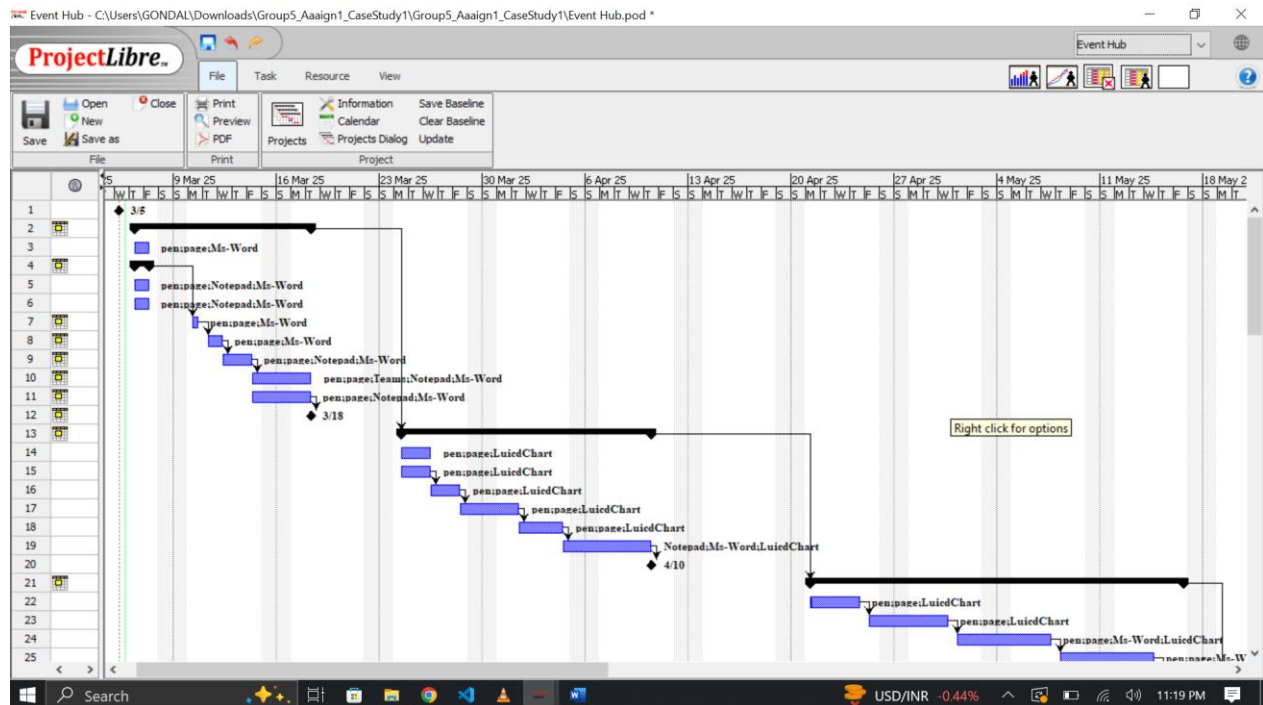 Event Hub - C:\Users\GONDAL\Downloads\Group5_Aaaign1_CaseStudy1\Group5_Aaaign1_CaseStudy1\Event Hub.pod *
ProjectLibre™
Event Hub
File Task Resource View
Save
Open
New
Save as
Close
File
Print
Preview
PDF
Print
Projects
Information
Calendar
Projects Dialog
Save Baseline
Clear Baseline
Update
Project
5 9 Mar 25 16 Mar 25 23 Mar 25 30 Mar 25 6 Apr 25 13 Apr 25 20 Apr 25 27 Apr 25 4 May 25 11 May 25 18 May 2
W T F S S M T W T F S S M T W T F S S M T W T F S S M T W T F S S M T W T F S S M T W T F S S M T W T F S S M T W T F S S M T W T F S S M T W T F S S M T
1 3/5
2
3 pen;page;Ms-Word
4
5 pen;page;Notepad;Ms-Word
6 pen;page;Notepad;Ms-Word
7 pen;page;Ms-Word
8 pen;page;Ms-Word
9 pen;page;Notepad;Ms-Word
10 pen;page;Teams;Notepad;Ms-Word
11 pen;page;Notepad;Ms-Word
12 3/18
13 Right click for options
14 pen;page;LuicdChart
15 pen;page;LuicdChart
16 pen;page;LuicdChart
17 pen;page;LuicdChart
18 pen;page;LuicdChart
19 Notepad;Ms-Word;LuicdChart
20 4/10
21
22 pen;page;LuicdChart
23 pen;page;LuicdChart
24 pen;page;Ms-Word;LuicdChart
25 pen;page;Ms-W
Search
USD/INR -0.44%
11:19 PM